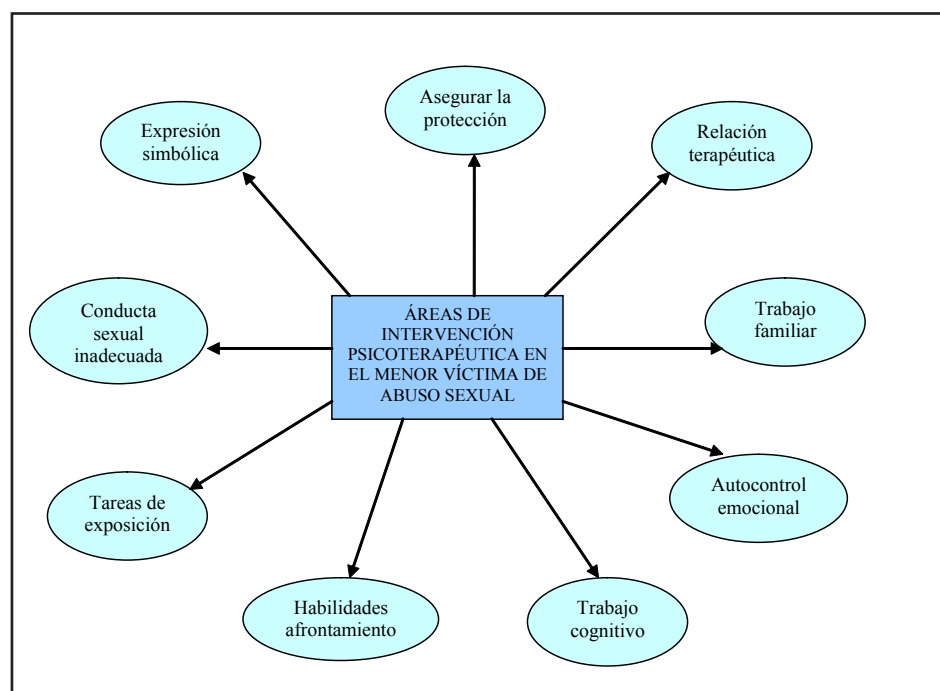 Asegurar la
protección
Expresión
simbólica
Relación
terapéutica
Conducta
sexual
inadecuada
ÁREAS DE
INTERVENCIÓN
PSICOTERAPÉUTICA EN
EL MENOR VÍCTIMA DE
ABUSO SEXUAL
Trabajo
familiar
Tareas de
exposición
Autocontrol
emocional
Habilidades
afrontamiento
Trabajo
cognitivo